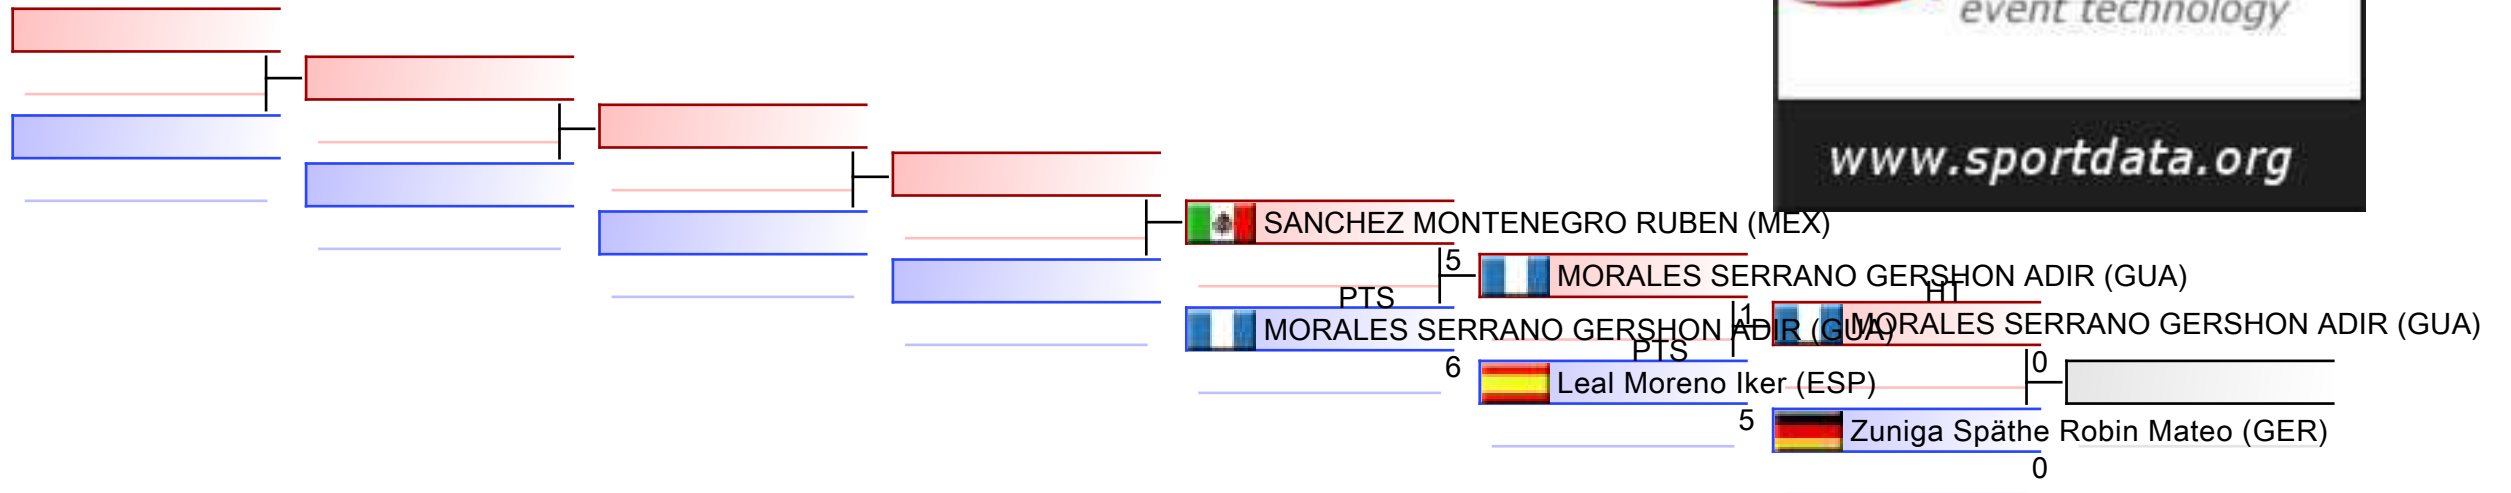 event technology
www.sportdata.org
SANCHEZ MONTENEGRO RUBEN (MEX)
5
MORALES SERRANO GERSHON ADIR (GUA)
PTS
HT
MORALES SERRANO GERSHON ADIR (GUA)
1
MORALES SERRANO GERSHON ADIR (GUA)
PTS
6
0
Leal Moreno Iker (ESP)
5
Zuniga Späthe Robin Mateo (GER)
0